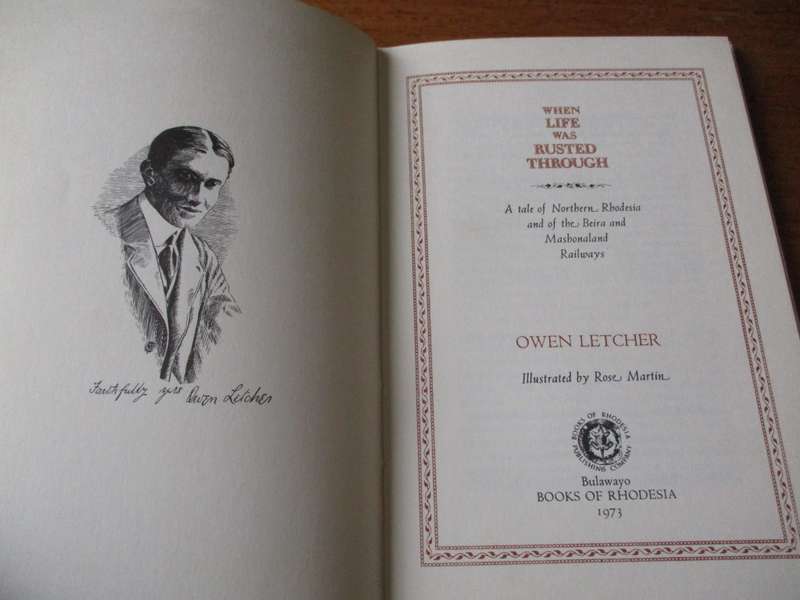 Faithfully yrs Owen Letcher
WHEN
LIFE
WAS
RUSTED
THROUGH
A tale of Northern Rhodesia
and of the Beira and
Mashonaland
Railways
OWEN LETCHER
Illustrated by Rose Martin
BOOKS OF RHODESIA
PUBLISHING COMPANY
Bulawayo
BOOKS OF RHODESIA
1973